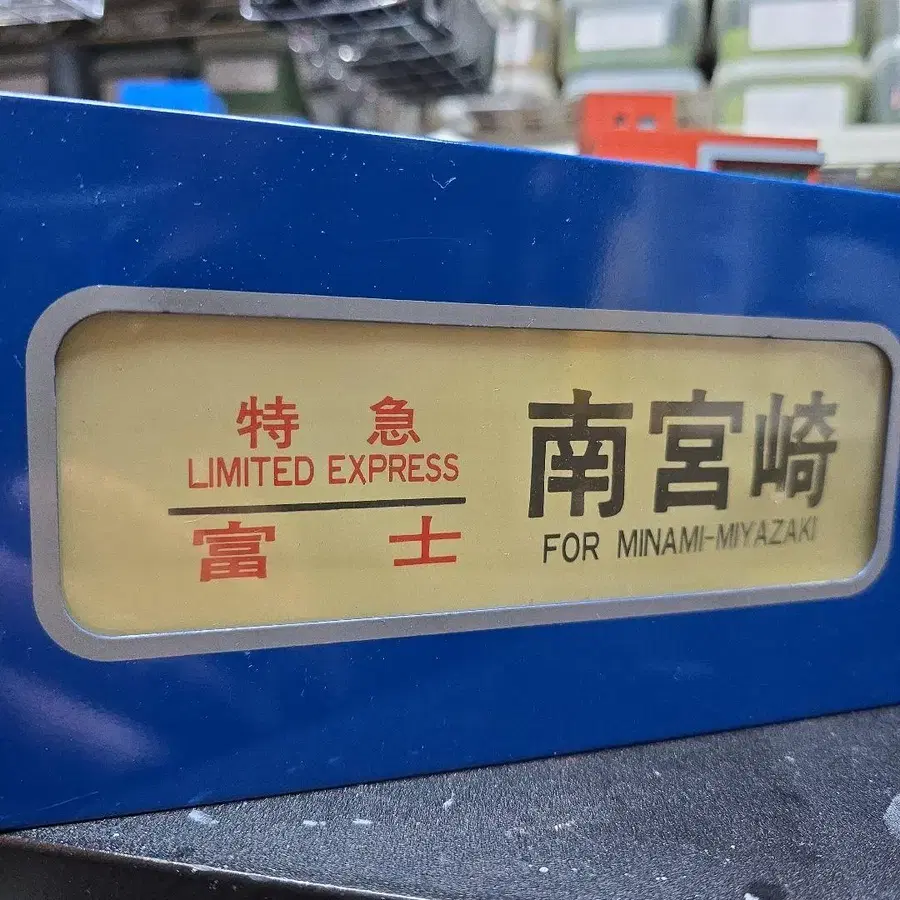 特急
LIMITED EXPRESS
富士
南宮崎
FOR MINAMI-MIYAZAKI